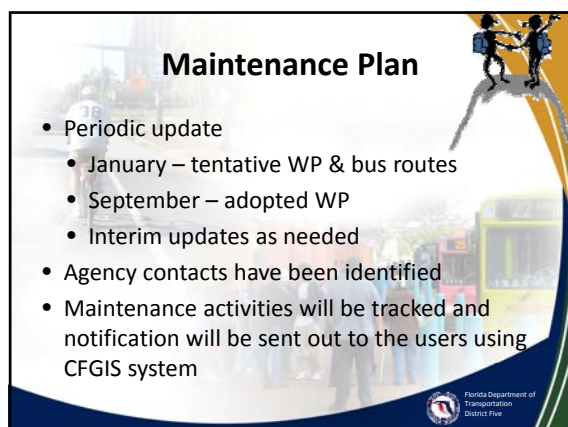 Maintenance Plan
• Periodic update
• January – tentative WP & bus routes
• September – adopted WP
• Interim updates as needed
• Agency contacts have been identified
• Maintenance activities will be tracked and
notification will be sent out to the users using
CFGIS system
Florida Department of
Transportation
District Five
38
22